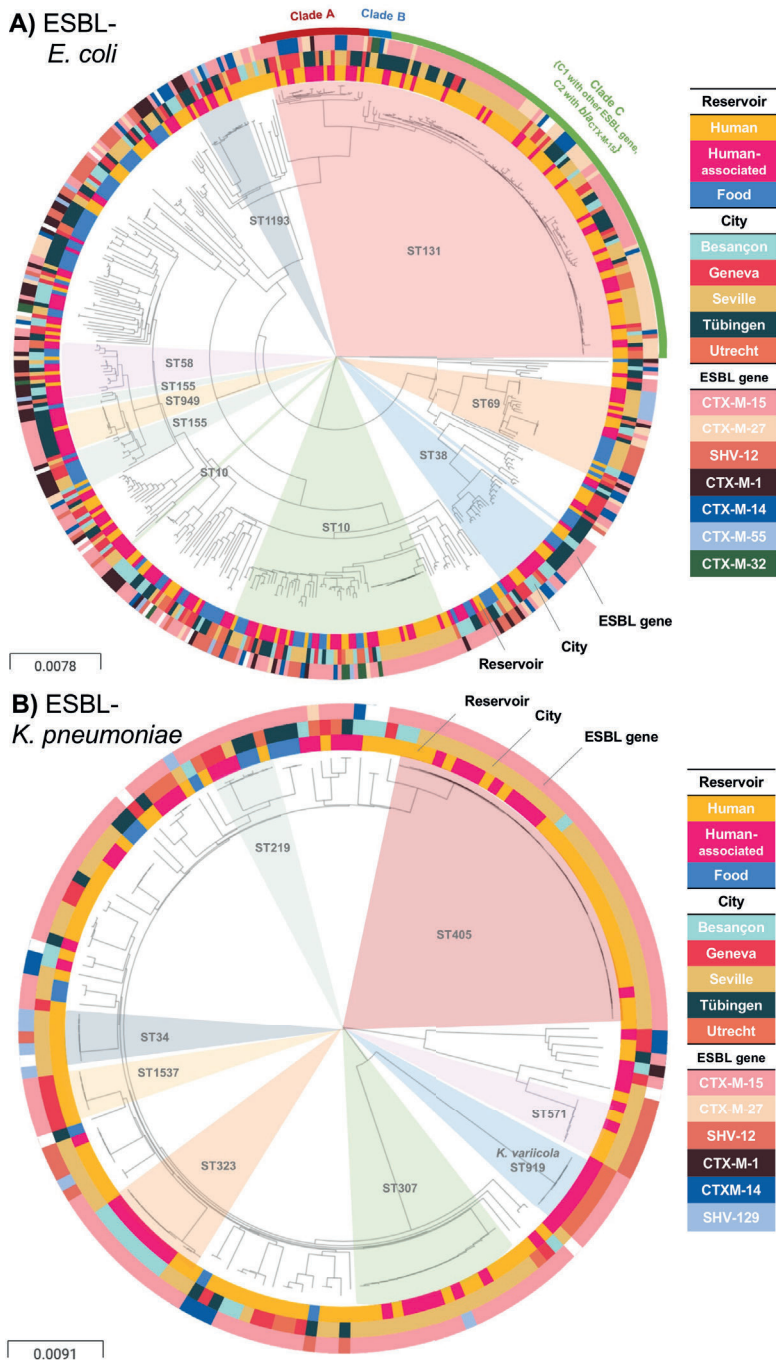 A) ESBL-
E. coli
Clade A
Clade B
Clade C
(C1 with other ESBL gene,
C2 with blaCTX-M-15)
ST1193
ST131
ST58
ST155
ST949
ST155
ST10
ST10
ST69
ST38
ESBL gene
City
Reservoir
0.0078
Reservoir
Human
Human-
associated
Food
City
Besançon
Geneva
Seville
Tübingen
Utrecht
ESBL gene
CTX-M-15
CTX-M-27
SHV-12
CTX-M-1
CTX-M-14
CTX-M-55
CTX-M-32
B) ESBL-
K. pneumoniae
Reservoir
City
ESBL gene
ST219
ST405
ST34
ST1537
ST571
K. variicola
ST919
ST323
ST307
0.0091
Reservoir
Human
Human-
associated
Food
City
Besançon
Geneva
Seville
Tübingen
Utrecht
ESBL gene
CTX-M-15
CTX-M-27
SHV-12
CTX-M-1
CTXM-14
SHV-129